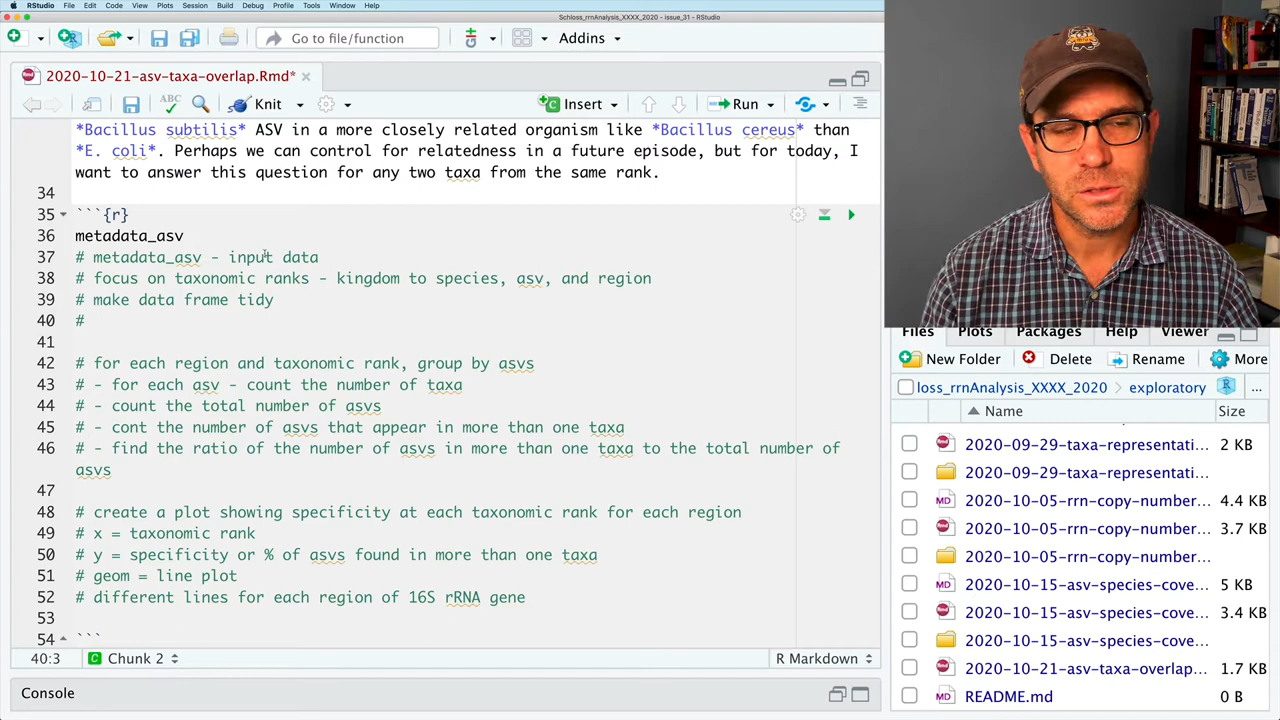 RStudio File Edit Code View Plots Session Build Debug Profile Tools Window Help
Schloss_rrnAnalysis_XXXX_2020 - issue_31 - RStudio
Go to file/function
Addins
2020-10-21-asv-taxa-overlap.Rmd*
ABC
Knit
Insert
Run
*Bacillus subtilis* ASV in a more closely related organism like *Bacillus cereus* than
*E. coli*. Perhaps we can control for relatedness in a future episode, but for today, I
want to answer this question for any two taxa from the same rank.
34
35 ```{r}
36 metadata_asv
37 # metadata_asv - input data
38 # focus on taxonomic ranks - kingdom to species, asv, and region
39 # make data frame tidy
40 #
41
42 # for each region and taxonomic rank, group by asvs
43 # - for each asv - count the number of taxa
44 # - count the total number of asvs
45 # - cont the number of asvs that appear in more than one taxa
46 # - find the ratio of the number of asvs in more than one taxa to the total number of
asvs
47
48 # create a plot showing specificity at each taxonomic rank for each region
49 # x = taxonomic rank
50 # y = specificity or % of asvs found in more than one taxa
51 # geom = line plot
52 # different lines for each region of 16S rRNA gene
53
54 ```
40:3 Chunk 2 R Markdown
Console
Files Plots Packages Help Viewer
New Folder Delete Rename More
loss_rrnAnalysis_XXXX_2020 > exploratory ...
Name Size
2020-09-29-taxa-representati... 2 KB
2020-09-29-taxa-representati...
2020-10-05-rrn-copy-number... 4.4 KB
2020-10-05-rrn-copy-number... 3.7 KB
2020-10-05-rrn-copy-number...
2020-10-15-asv-species-cove... 5 KB
2020-10-15-asv-species-cove... 3.4 KB
2020-10-15-asv-species-cove...
2020-10-21-asv-taxa-overlap... 1.7 KB
README.md 0 B